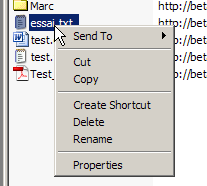 Marc http://bet
essai.txt http://bet
Send To
test. http://bet
Cut
test. http://bet
Copy
Test_ http://bet
Create Shortcut
Delete
Rename
Properties